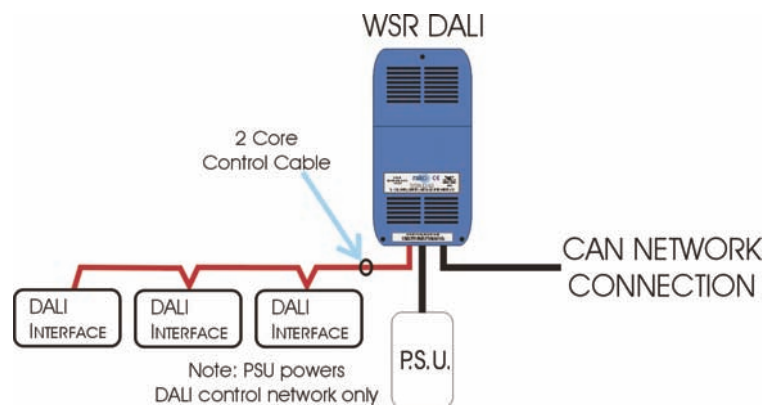 WSR DALI
2 Core
Control Cable
CAN NETWORK
CONNECTION
DALI
INTERFACE
DALI
INTERFACE
DALI
INTERFACE
P.S.U.
Note: PSU powers
DALI control network only